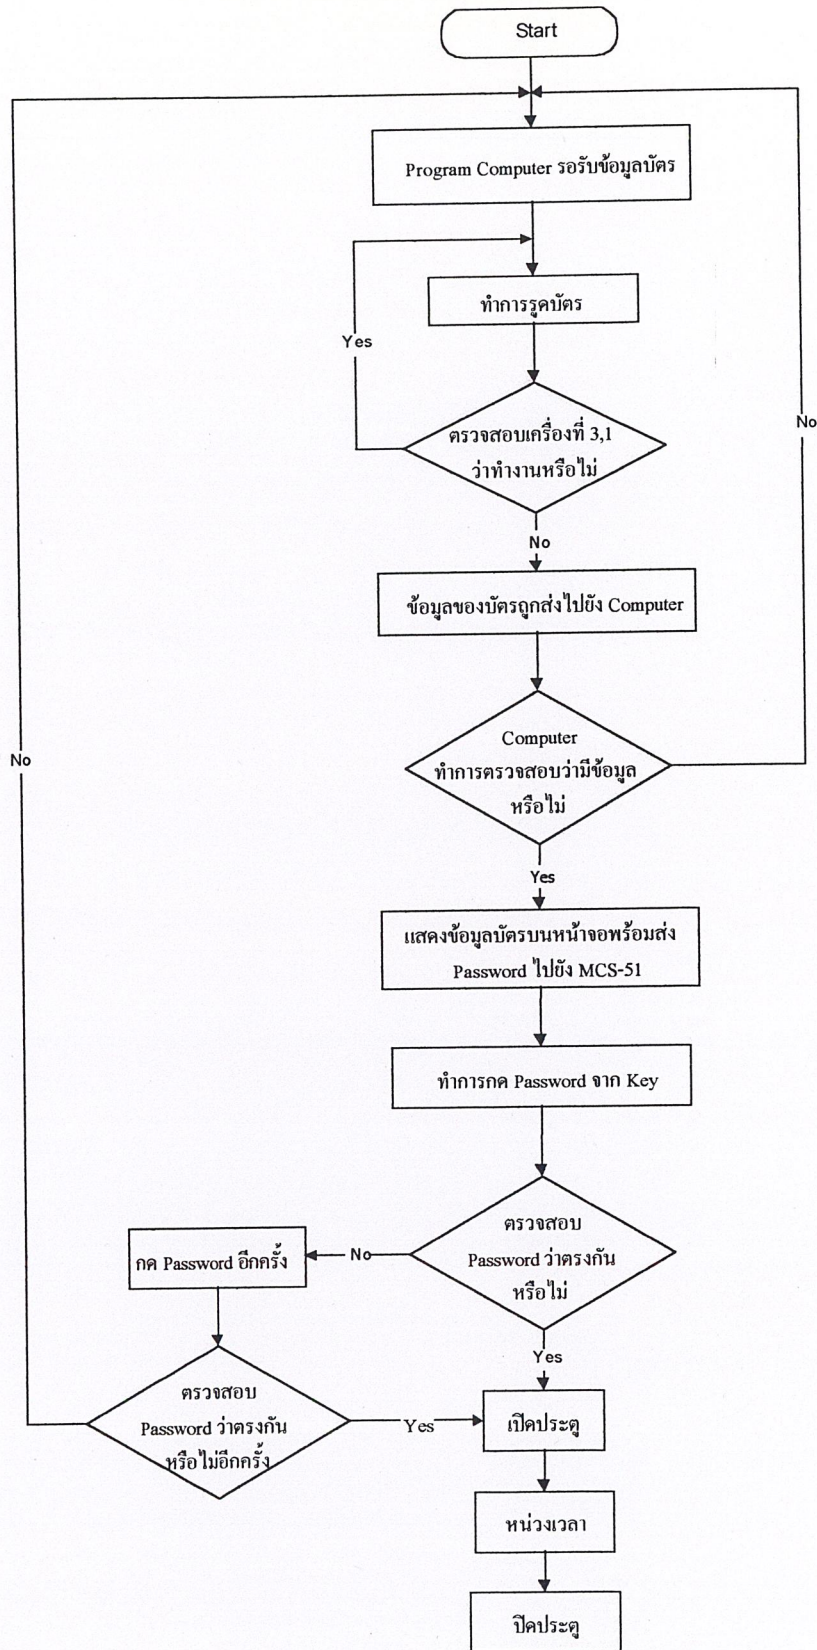 Start
Program Computer รอรับข้อมูลบัตร
ทำการรูดบัตร
Yes
ตรวจสอบเครื่องที่ 3,1
ว่าทำงานหรือไม่
No
No
ข้อมูลของบัตรถูกส่งไปยัง Computer
Computer
ทำการตรวจสอบว่ามีข้อมูล
หรือไม่
No
Yes
แสดงข้อมูลบัตรบนหน้าจอพร้อมส่ง
Password ไปยัง MCS-51
ทำการกด Password จาก Key
ตรวจสอบ
Password ว่าตรงกัน
หรือไม่
No
กด Password อีกครั้ง
Yes
ตรวจสอบ
Password ว่าตรงกัน
หรือไม่อีกครั้ง
Yes
เปิดประตู
หน่วงเวลา
ปิดประตู